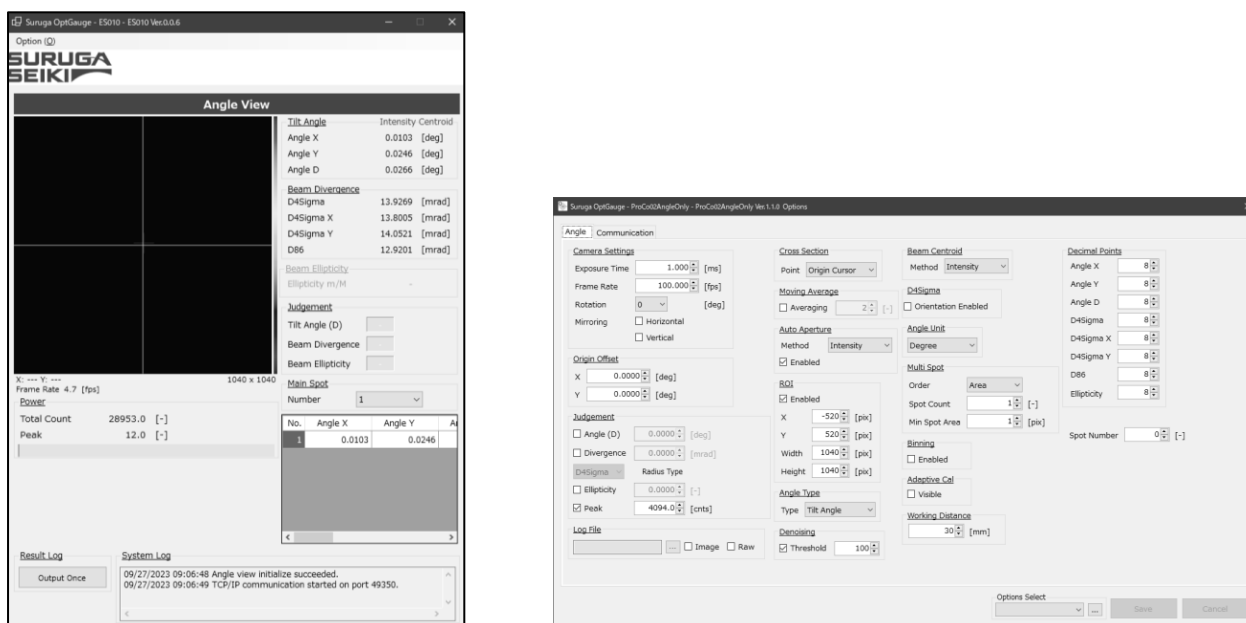 Suruga OptGauge - ES010 - ES010 Ver.0.0.6
Option (O)
SURUGA
SEIKI
Angle View
Tilt Angle Intensity Centroid
Angle X 0.0103 [deg]
Angle Y 0.0246 [deg]
Angle D 0.0266 [deg]
Beam Divergence
D4Sigma 13.9269 [mrad]
D4Sigma X 13.8005 [mrad]
D4Sigma Y 14.0521 [mrad]
D86 12.9201 [mrad]
Beam Ellipticity
Ellipticity m/M -
Judgement
Tilt Angle (D)
Beam Divergence
Beam Ellipticity
X: --- Y: --- 1040 x 1040
Frame Rate 4.7 [fps]
Power
Total Count 28953.0 [-]
Peak 12.0 [-]
Main Spot
Number 1
No. Angle X Angle Y
1 0.0103 0.0246
Result Log
Output Once
System Log
09/27/2023 09:06:48 Angle view initialize succeeded.
09/27/2023 09:06:49 TCP/IP communication started on port 49350.
Suruga OptGauge - ProCo02AngleOnly - ProCo02AngleOnly Ver.1.1.0 Options
Angle Communication
Camera Settings
Exposure Time 1.000 [ms]
Frame Rate 100.000 [fps]
Rotation 0 [deg]
Mirroring Horizontal
Vertical
Origin Offset
X 0.0000 [deg]
Y 0.0000 [deg]
Judgement
Angle (D) 0.0000 [deg]
Divergence 0.0000 [mrad]
D4Sigma Radius Type
Ellipticity 0.0000 [-]
Peak 4094.0 [cnts]
Log File
... Image Raw
Cross Section
Point Origin Cursor
Moving Average
Averaging 2 [-]
Auto Aperture
Method Intensity
Enabled
ROI
Enabled
X -520 [pix]
Y 520 [pix]
Width 1040 [pix]
Height 1040 [pix]
Angle Type
Type Tilt Angle
Denoising
Threshold 100
Beam Centroid
Method Intensity
D4Sigma
Orientation Enabled
Angle Unit
Degree
Multi Spot
Order Area
Spot Count 1 [-]
Min Spot Area 1 [pix]
Binning
Enabled
Adaptive Cal
Visible
Working Distance
30 [mm]
Decimal Points
Angle X 8
Angle Y 8
Angle D 8
D4Sigma 8
D4Sigma X 8
D4Sigma Y 8
D86 8
Ellipticity 8
Spot Number 0 [-]
Options Select
... Save Cancel